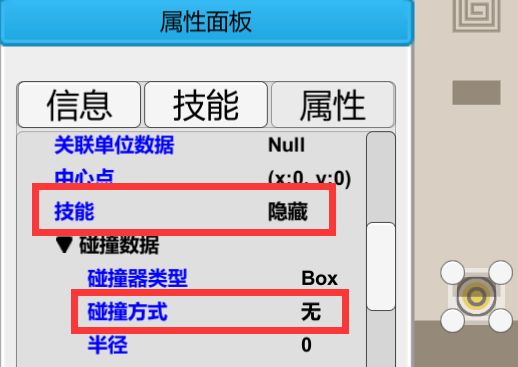 属性面板
信息 技能 属性
关联单位数据 Null
中心点 (x:0, y:0)
技能 隐藏
▼ 碰撞数据
碰撞器类型 Box
碰撞方式 无
半径 0